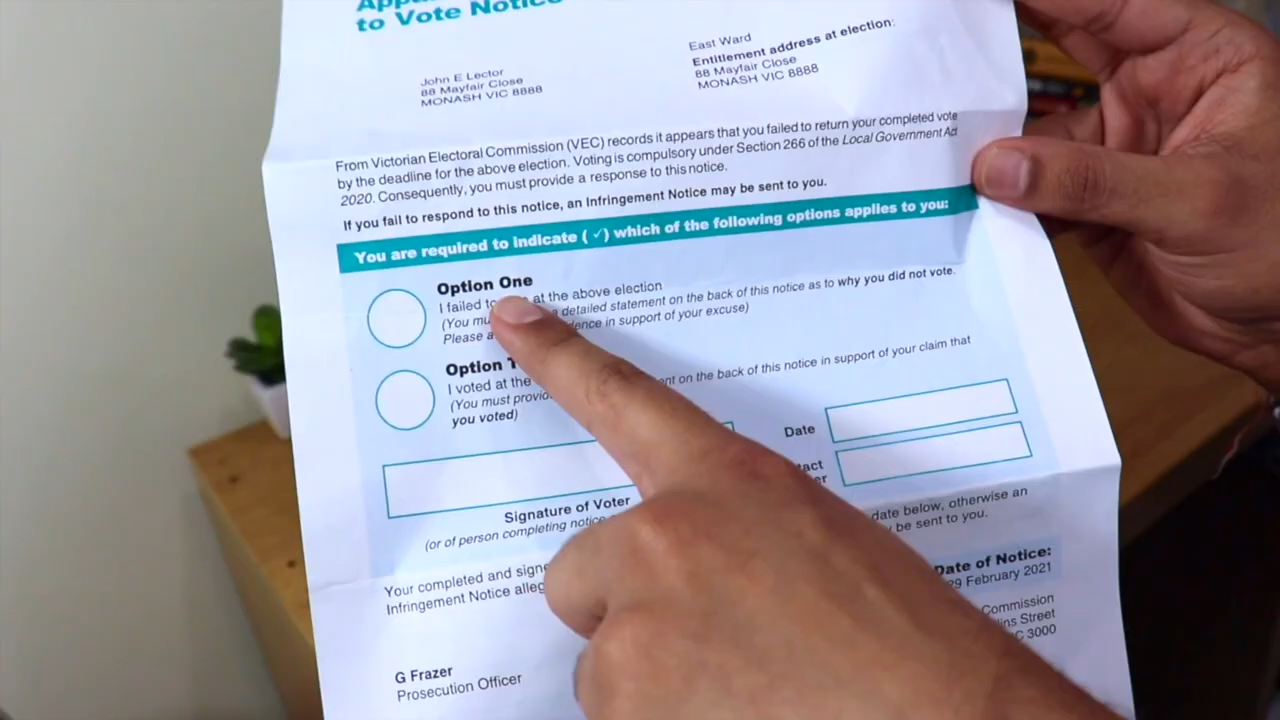 to Vote Notice
John E Lector
88 Mayfair Close
MONASH VIC 8888
East Ward
Entitlement address at election:
88 Mayfair Close
MONASH VIC 8888
From Victorian Electoral Commission (VEC) records it appears that you failed to return your completed vote
by the deadline for the above election. Voting is compulsory under Section 266 of the Local Government Act
2020. Consequently, you must provide a response to this notice.
If you fail to respond to this notice, an Infringement Notice may be sent to you.
You are required to indicate (✓) which of the following options applies to you:
Option One
I failed at the above election
(You a detailed statement on the back of this notice as to why you did not vote.
Please in support of your excuse)
Option
I voted at the
(You must on the back of this notice in support of your claim that
you voted)
Date
Signature of Voter
(or of person completing notice
date below, otherwise an
be sent to you.
Your completed and
Infringement Notice
Date of Notice:
29 February 2021
Commission
Street
3000
G Frazer
Prosecution Officer